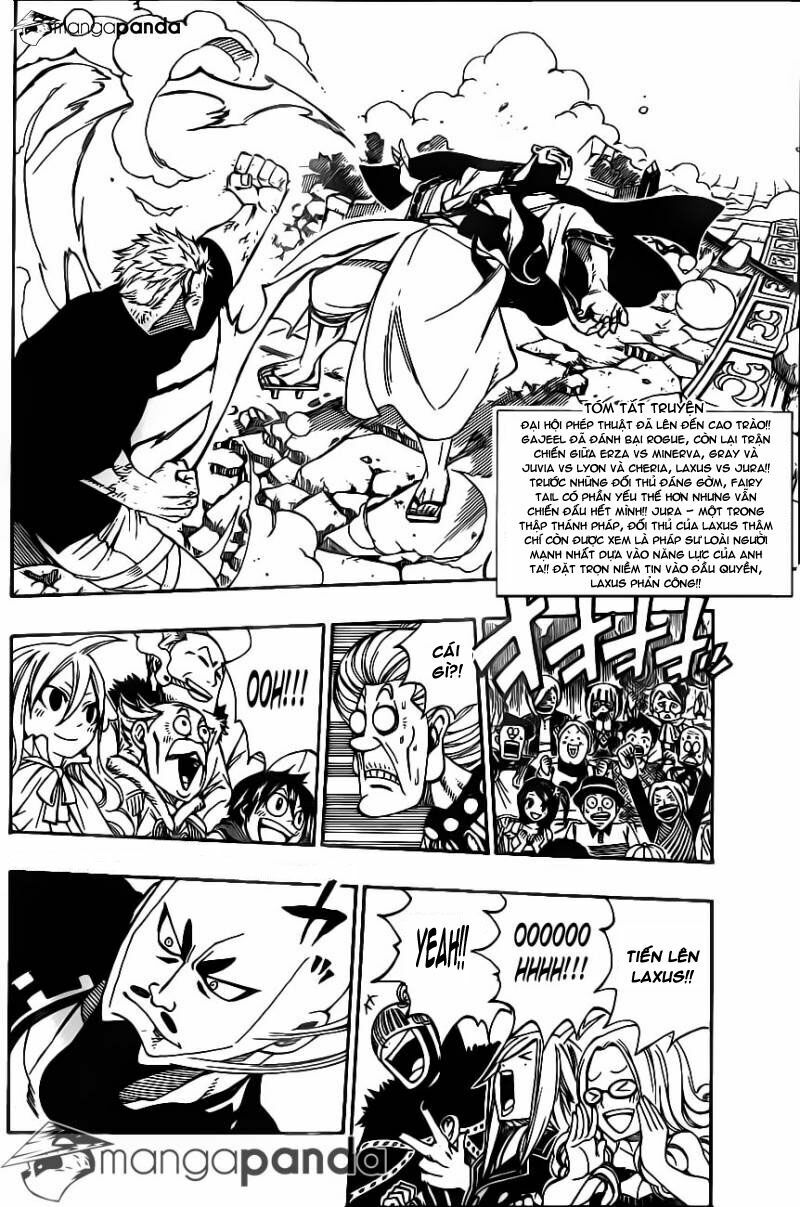 mangapanda
TÓM TẮT TRUYỆN
ĐẠI HỘI PHÉP THUẬT ĐÃ LÊN ĐẾN CAO TRÀO!!
GAJEEL ĐÃ ĐÁNH BẠI ROGUE, CÒN LẠI TRẬN
CHIẾN GIỮA ERZA VS MINERVA, GRAY VÀ
JUVIA VS LYON VÀ CHERIA, LAXUS VS JURA!!
TRƯỚC NHỮNG ĐỐI THỦ ĐÁNG GỜM, FAIRY
TAIL CÓ PHẦN YẾU THẾ HƠN NHƯNG VẪN
CHIẾN ĐẤU HẾT MÌNH!! JURA - MỘT TRONG
THẬP THÁNH PHÁP, ĐỐI THỦ CỦA LAXUS THẬM
CHÍ CÒN ĐƯỢC XEM LÀ PHÁP SƯ LOÀI NGƯỜI
MẠNH NHẤT DỰA VÀO NĂNG LỰC CỦA ANH
TA!! ĐẶT TRỌN NIỀM TIN VÀO ĐẤU QUYỀN,
LAXUS PHẢN CÔNG!!
CÁI
GÌ?!
OOH!!!
TIẾN LÊN
LAXUS!!
OOOOOO
HHHH!!!
YEAH!!
mangapanda